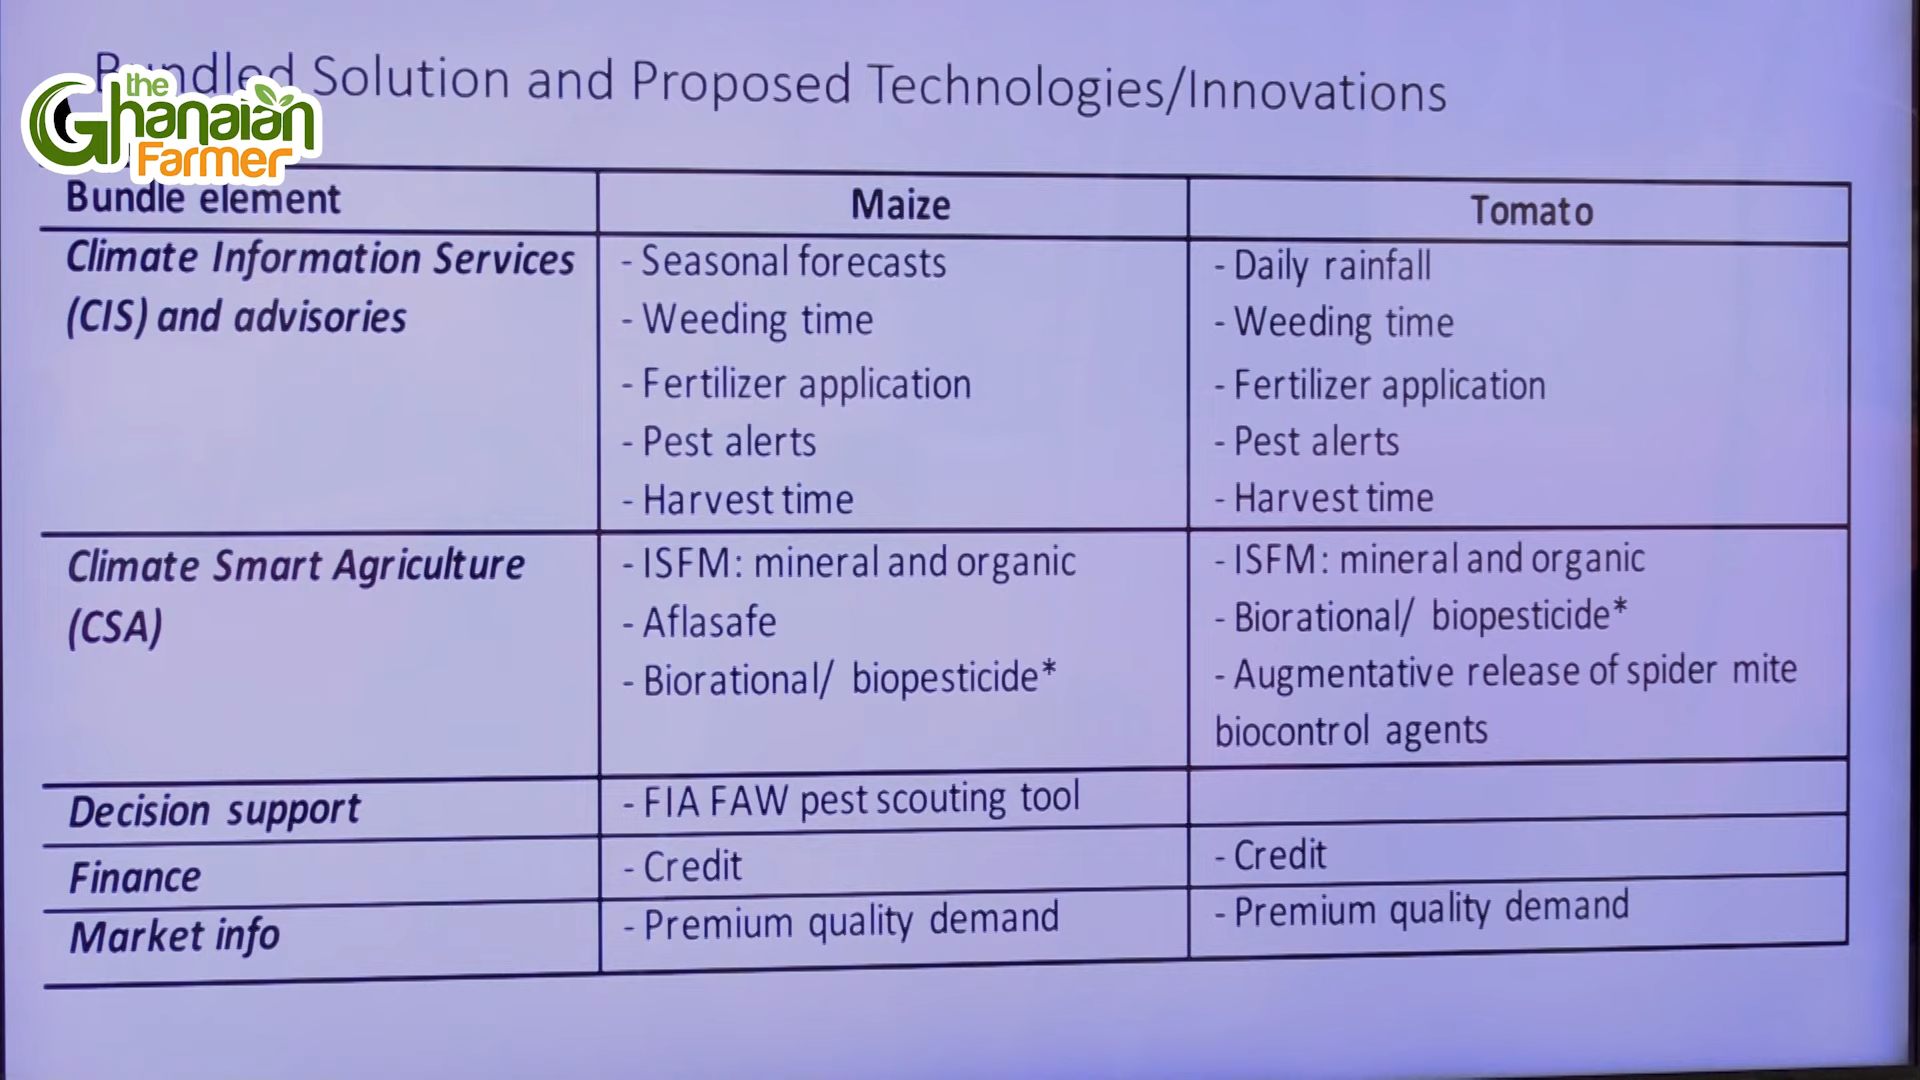 Bundled Solution and Proposed Technologies/Innovations
the
Ghanaian
Farmer
Bundle element
Maize
Tomato
Climate Information Services
(CIS) and advisories
- Seasonal forecasts
- Weeding time
- Fertilizer application
- Pest alerts
- Harvest time
- Daily rainfall
- Weeding time
- Fertilizer application
- Pest alerts
- Harvest time
Climate Smart Agriculture
(CSA)
- ISFM: mineral and organic
- Aflasafe
- Biorational/ biopesticide*
- ISFM: mineral and organic
- Biorational/ biopesticide*
- Augmentative release of spider mite
biocontrol agents
Decision support
- FIA FAW pest scouting tool
Finance
- Credit
- Credit
Market info
- Premium quality demand
- Premium quality demand